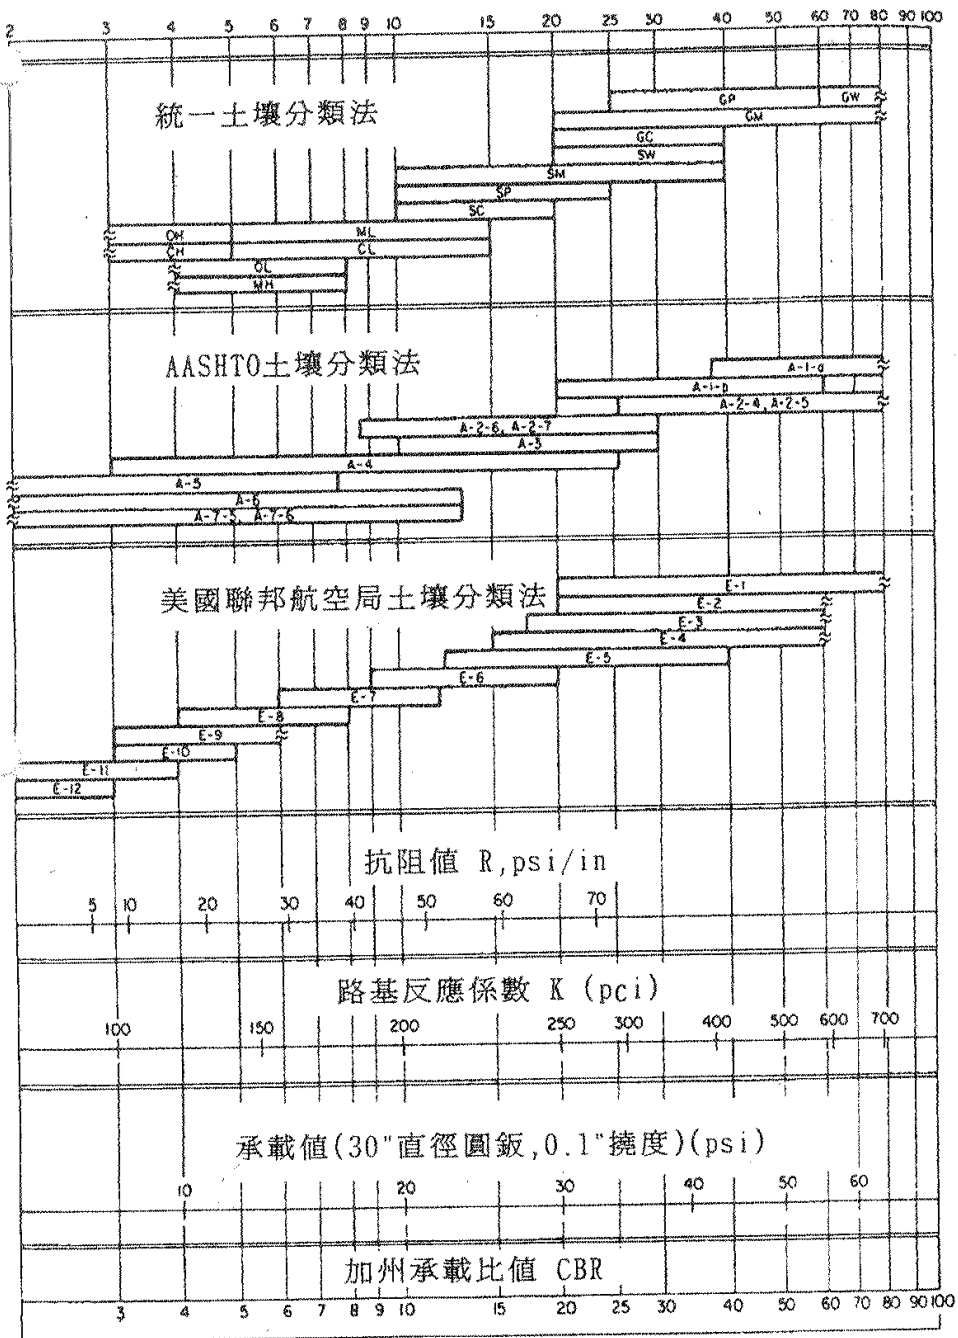 2 3 4 5 6 7 8 9 10 15 20 25 30 40 50 60 70 80 90 100
統一土壤分類法
GP GW
GM
GC
SW
SM
SP
SC
OH ML
CH CL
OL
MH
AASHTO土壤分類法
A-1-a
A-1-b
A-2-4, A-2-5
A-2-6, A-2-7
A-3
A-4
A-5
A-6
A-7-5, A-7-6
美國聯邦航空局土壤分類法
E-1
E-2
E-3
E-4
E-5
E-6
E-7
E-8
E-9
E-10
E-11
E-12
抗阻值 R,psi/in
5 10 20 30 40 50 60 70
路基反應係數 K (pci)
100 150 200 250 300 400 500 600 700
承載值(30"直徑圓鈑,0.1"撓度)(psi)
10 20 30 40 50 60
加州承載比值 CBR
3 4 5 6 7 8 9 10 15 20 25 30 40 50 60 70 80 90 100